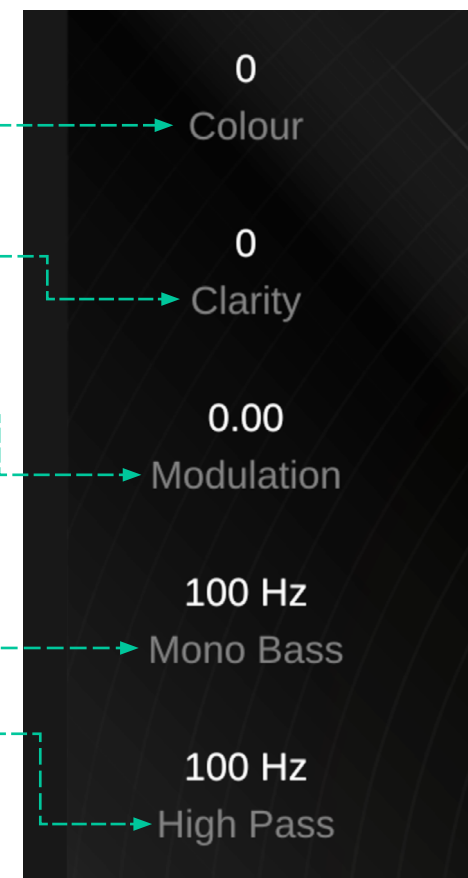 0
Colour
0
Clarity
0.00
Modulation
100 Hz
Mono Bass
100 Hz
High Pass